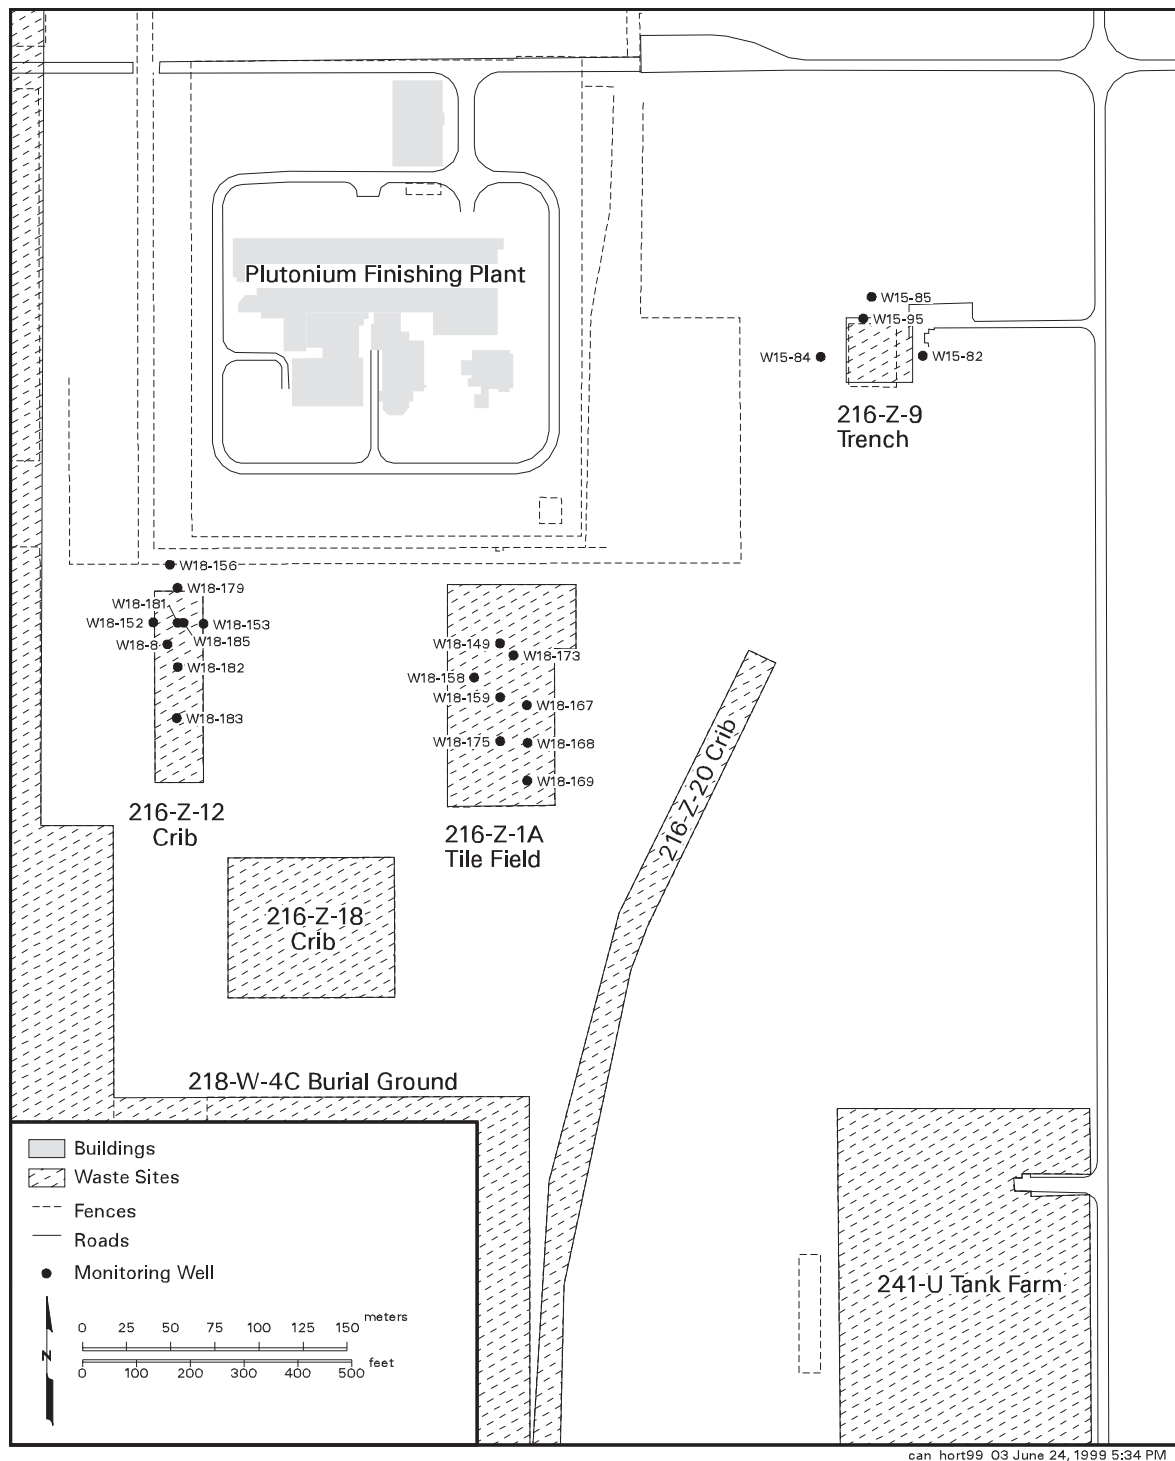 Plutonium Finishing Plant
W15-85
W15-95
W15-84
W15-82
216-Z-9
Trench
W18-156
W18-179
W18-181
W18-152
W18-153
W18-8
W18-185
W18-182
W18-183
W18-149
W18-173
W18-158
W18-159
W18-167
W18-175
W18-168
W18-169
216-Z-20 Crib
216-Z-12
Crib
216-Z-1A
Tile Field
216-Z-18
Crib
218-W-4C Burial Ground
241-U Tank Farm
Buildings
Waste Sites
Fences
Roads
Monitoring Well
N
0 25 50 75 100 125 150 meters
0 100 200 300 400 500 feet
can_hort99_03 June 24, 1999 5:34 PM